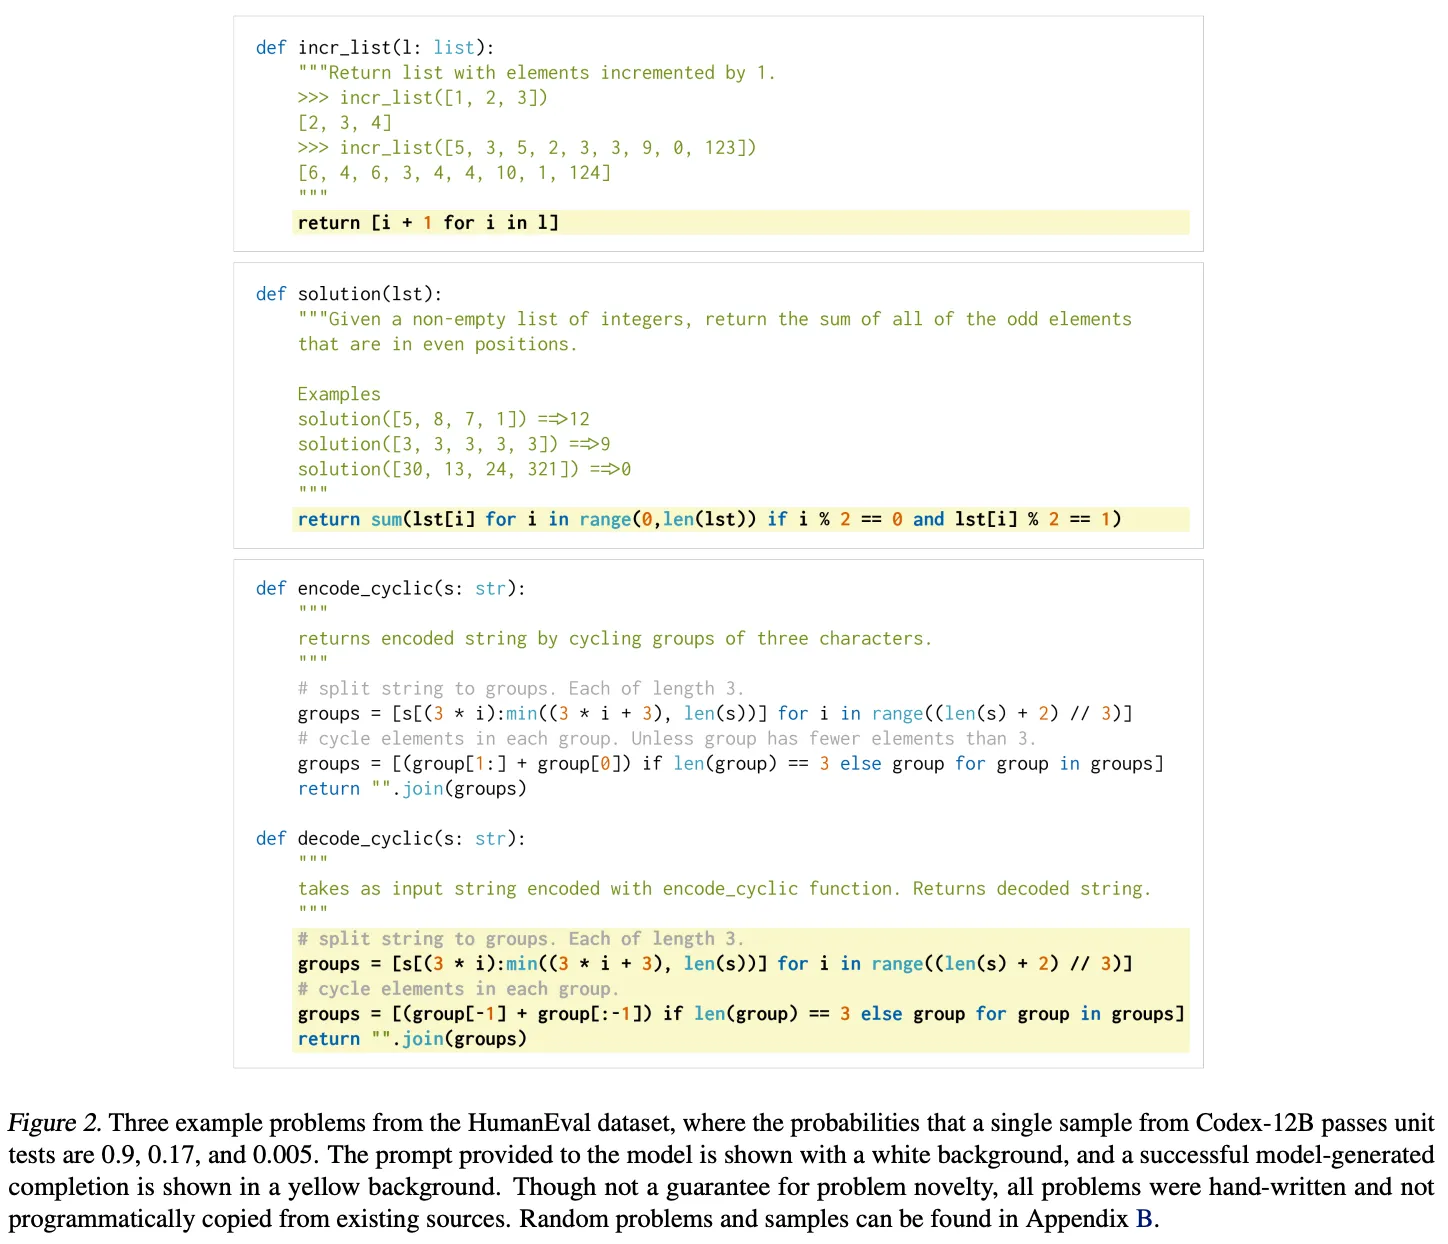 def incr_list(l: list):
    """Return list with elements incremented by 1.
    >>> incr_list([1, 2, 3])
    [2, 3, 4]
    >>> incr_list([5, 3, 5, 2, 3, 3, 9, 0, 123])
    [6, 4, 6, 3, 4, 4, 10, 1, 124]
    """
    return [i + 1 for i in l]
def solution(lst):
    """Given a non-empty list of integers, return the sum of all of the odd elements
    that are in even positions.
    Examples
    solution([5, 8, 7, 1]) ==>12
    solution([3, 3, 3, 3, 3]) ==>9
    solution([30, 13, 24, 321]) ==>0
    """
    return sum(lst[i] for i in range(0,len(lst)) if i % 2 == 0 and lst[i] % 2 == 1)
def encode_cyclic(s: str):
    """
    returns encoded string by cycling groups of three characters.
    """
    # split string to groups. Each of length 3.
    groups = [s[(3 * i):min((3 * i + 3), len(s))] for i in range((len(s) + 2) // 3)]
    # cycle elements in each group. Unless group has fewer elements than 3.
    groups = [(group[1:] + group[0]) if len(group) == 3 else group for group in groups]
    return "".join(groups)
def decode_cyclic(s: str):
    """
    takes as input string encoded with encode_cyclic function. Returns decoded string.
    """
    # split string to groups. Each of length 3.
    groups = [s[(3 * i):min((3 * i + 3), len(s))] for i in range((len(s) + 2) // 3)]
    # cycle elements in each group.
    groups = [(group[-1] + group[:-1]) if len(group) == 3 else group for group in groups]
    return "".join(groups)
Figure 2. Three example problems from the HumanEval dataset, where the probabilities that a single sample from Codex-12B passes unit
tests are 0.9, 0.17, and 0.005. The prompt provided to the model is shown with a white background, and a successful model-generated
completion is shown in a yellow background. Though not a guarantee for problem novelty, all problems were hand-written and not
programmatically copied from existing sources. Random problems and samples can be found in Appendix B.